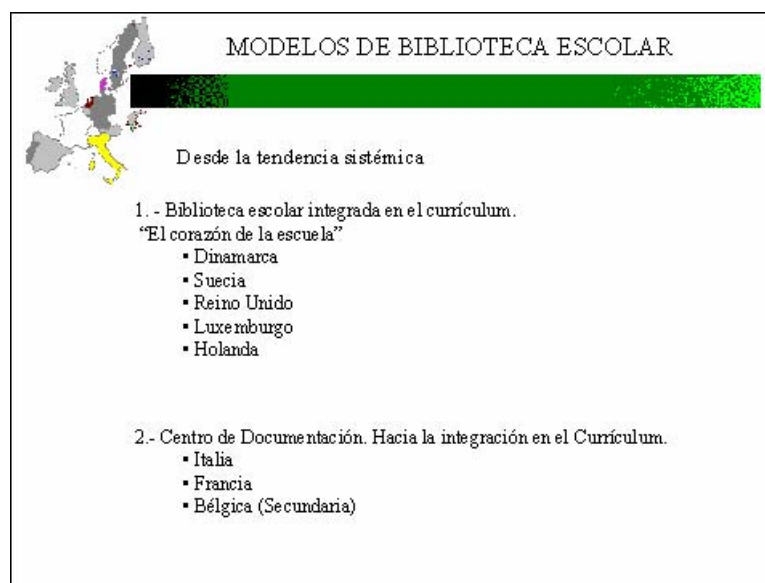 MODELOS DE BIBLIOTECA ESCOLAR
Desde la tendencia sistémica
1. - Biblioteca escolar integrada en el currículum.
“El corazón de la escuela”
▪ Dinamarca
▪ Suecia
▪ Reino Unido
▪ Luxemburgo
▪ Holanda
2.- Centro de Documentación. Hacia la integración en el Currículum.
▪ Italia
▪ Francia
▪ Bélgica (Secundaria)